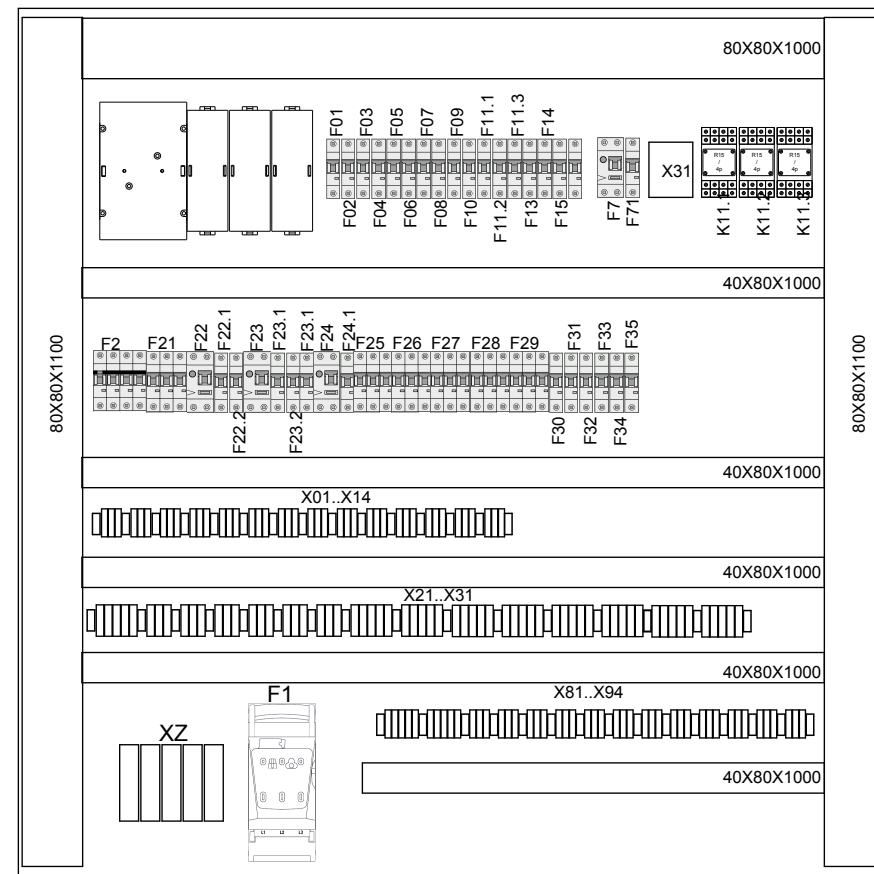 80X80X1000
F01
F03
F05
F07
F09
F11.1
F11.3
F14
F02
F04
F06
F08
F10
F11.2
F13
F15
F7
F71
X31
R15
/
4p
R15
/
4p
R15
/
4p
K11.1
K11.2
K11.3
40X80X1000
80X80X1100
80X80X1100
F2
F21
F22
F22.1
F23
F23.1
F23.1
F24
F24.1
F25
F26
F27
F28
F29
F31
F33
F35
F22.2
F23.2
F30
F32
F34
40X80X1000
X01..X14
40X80X1000
X21..X31
40X80X1000
F1
X81..X94
XZ
40X80X1000